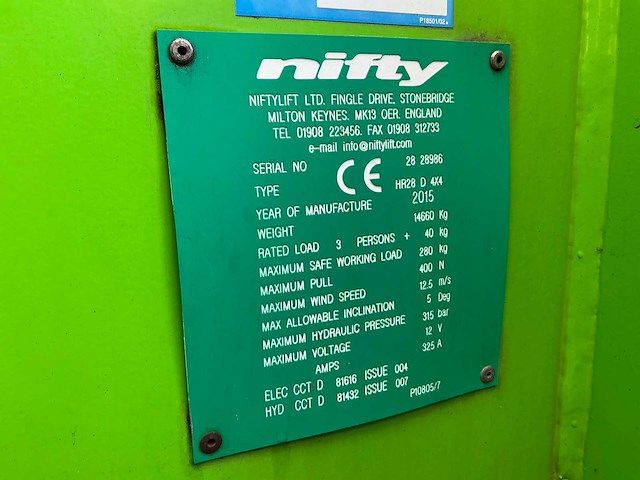 P18501/02
nifty
NIFTYLIFT LTD. FINGLE DRIVE, STONEBRIDGE
MILTON KEYNES. MK13 OER. ENGLAND
TEL 01908 223456. FAX 01908 312733
e-mail info@niftylift.com
SERIAL NO 28 28986
CE
TYPE HR28 D 4X4
YEAR OF MANUFACTURE 2015
WEIGHT 14660 Kg
RATED LOAD 3 PERSONS + 40 kg
MAXIMUM SAFE WORKING LOAD 280 kg
MAXIMUM PULL 400 N
MAXIMUM WIND SPEED 12.5 m/s
MAX ALLOWABLE INCLINATION 5 Deg
MAXIMUM HYDRAULIC PRESSURE 315 bar
MAXIMUM VOLTAGE 12 V
AMPS 325 A
ELEC CCT D 81616 ISSUE 004
HYD CCT D 81432 ISSUE 007
P10805/7